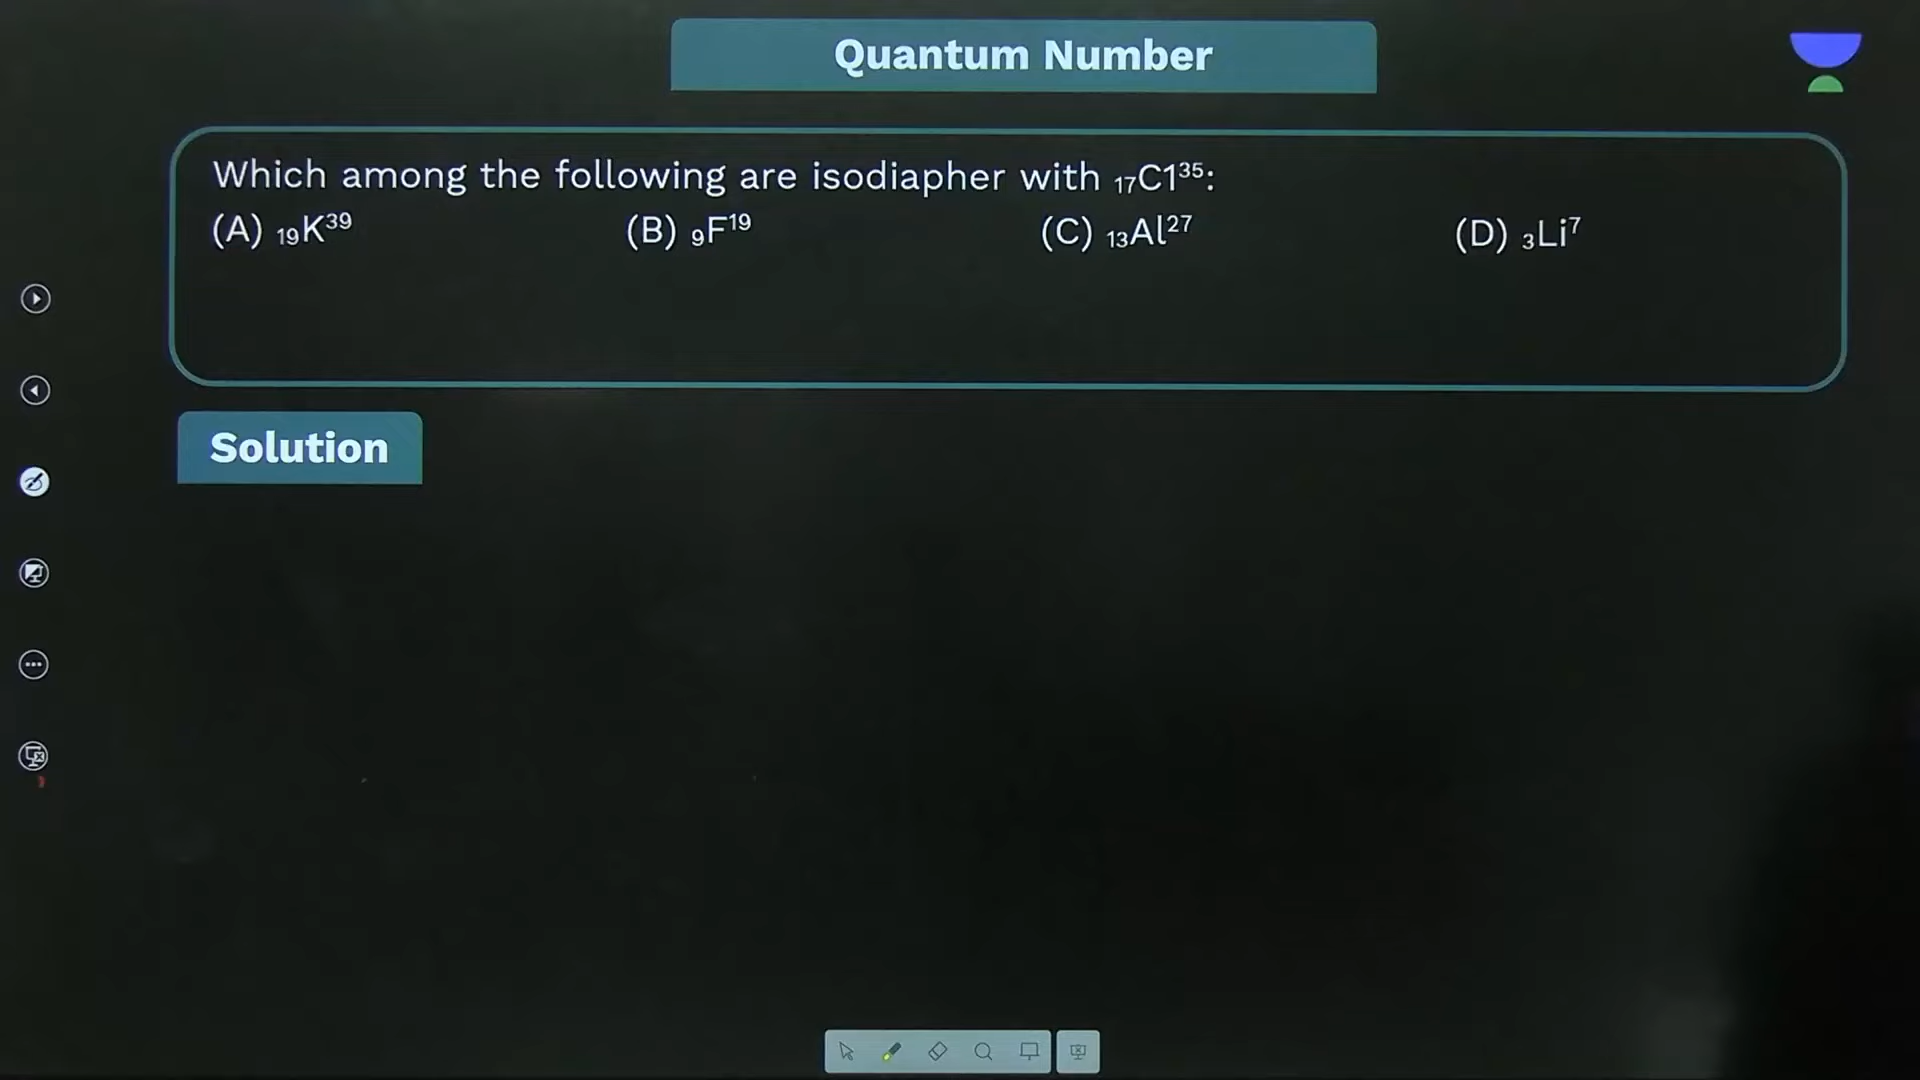 Quantum Number
Which among the following are isodiapher with ₁₇C1³⁵:
(A) ₁₉K³⁹ (B) ₉F¹⁹ (C) ₁₃Al²⁷ (D) ₃Li⁷
Solution